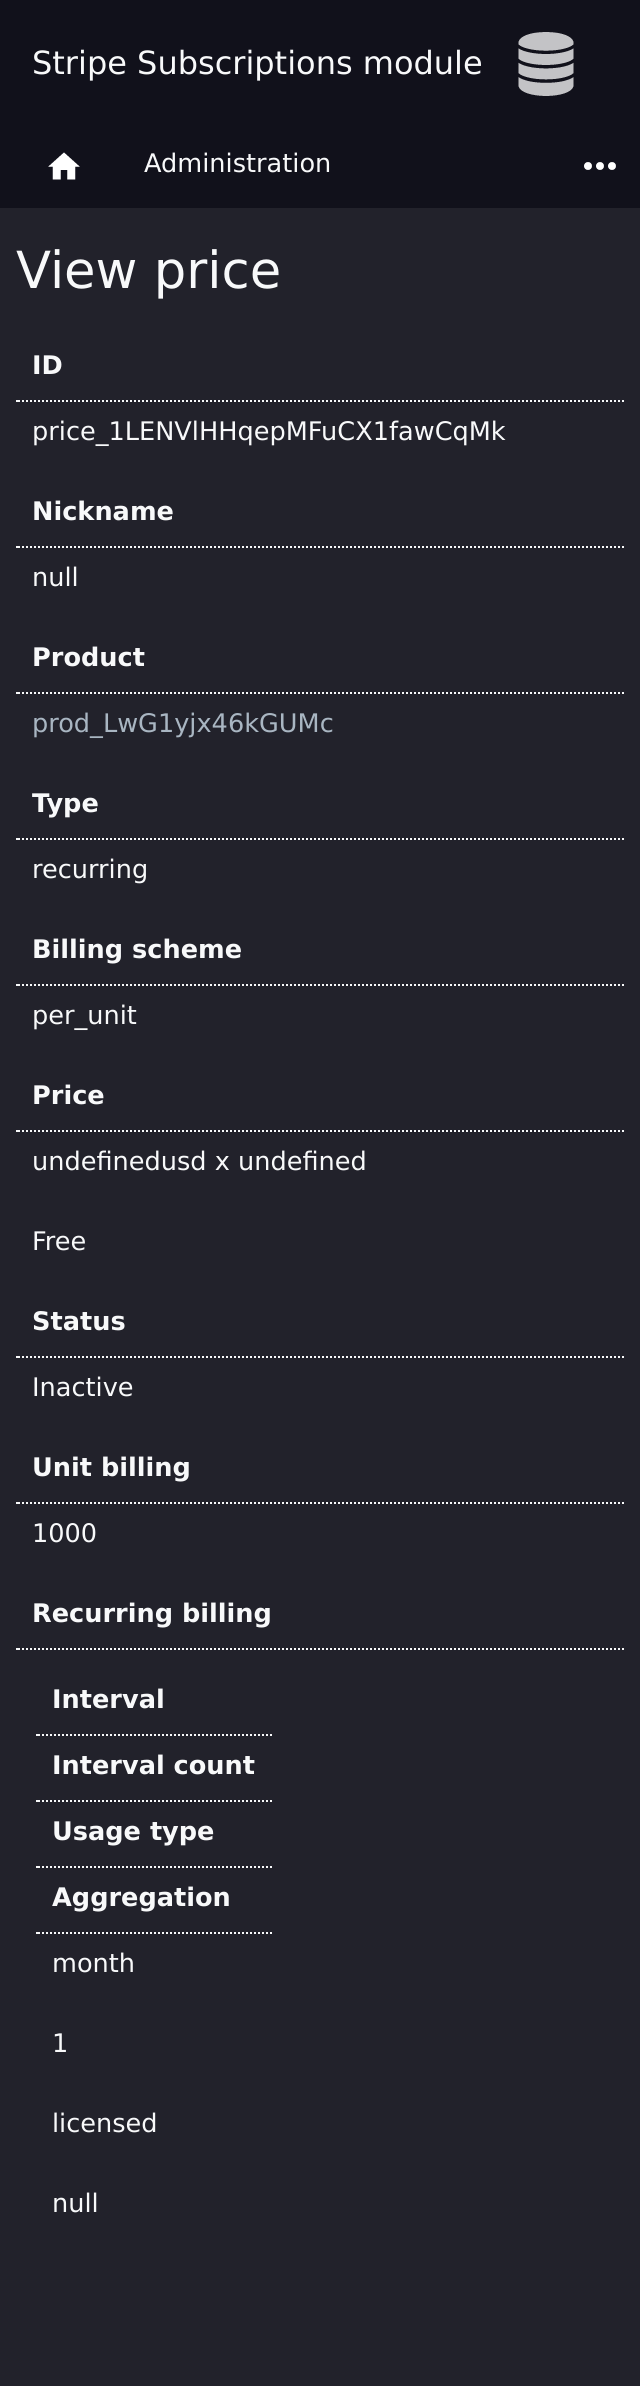 Stripe Subscriptions module
Administration
View price
ID
price_1LENVlHHqepMFuCX1fawCqMk
Nickname
null
Product
prod_LwG1yjx46kGUMc
Type
recurring
Billing scheme
per_unit
Price
undefinedusd x undefined
Free
Status
Inactive
Unit billing
1000
Recurring billing
Interval
Interval count
Usage type
Aggregation
month
1
licensed
null